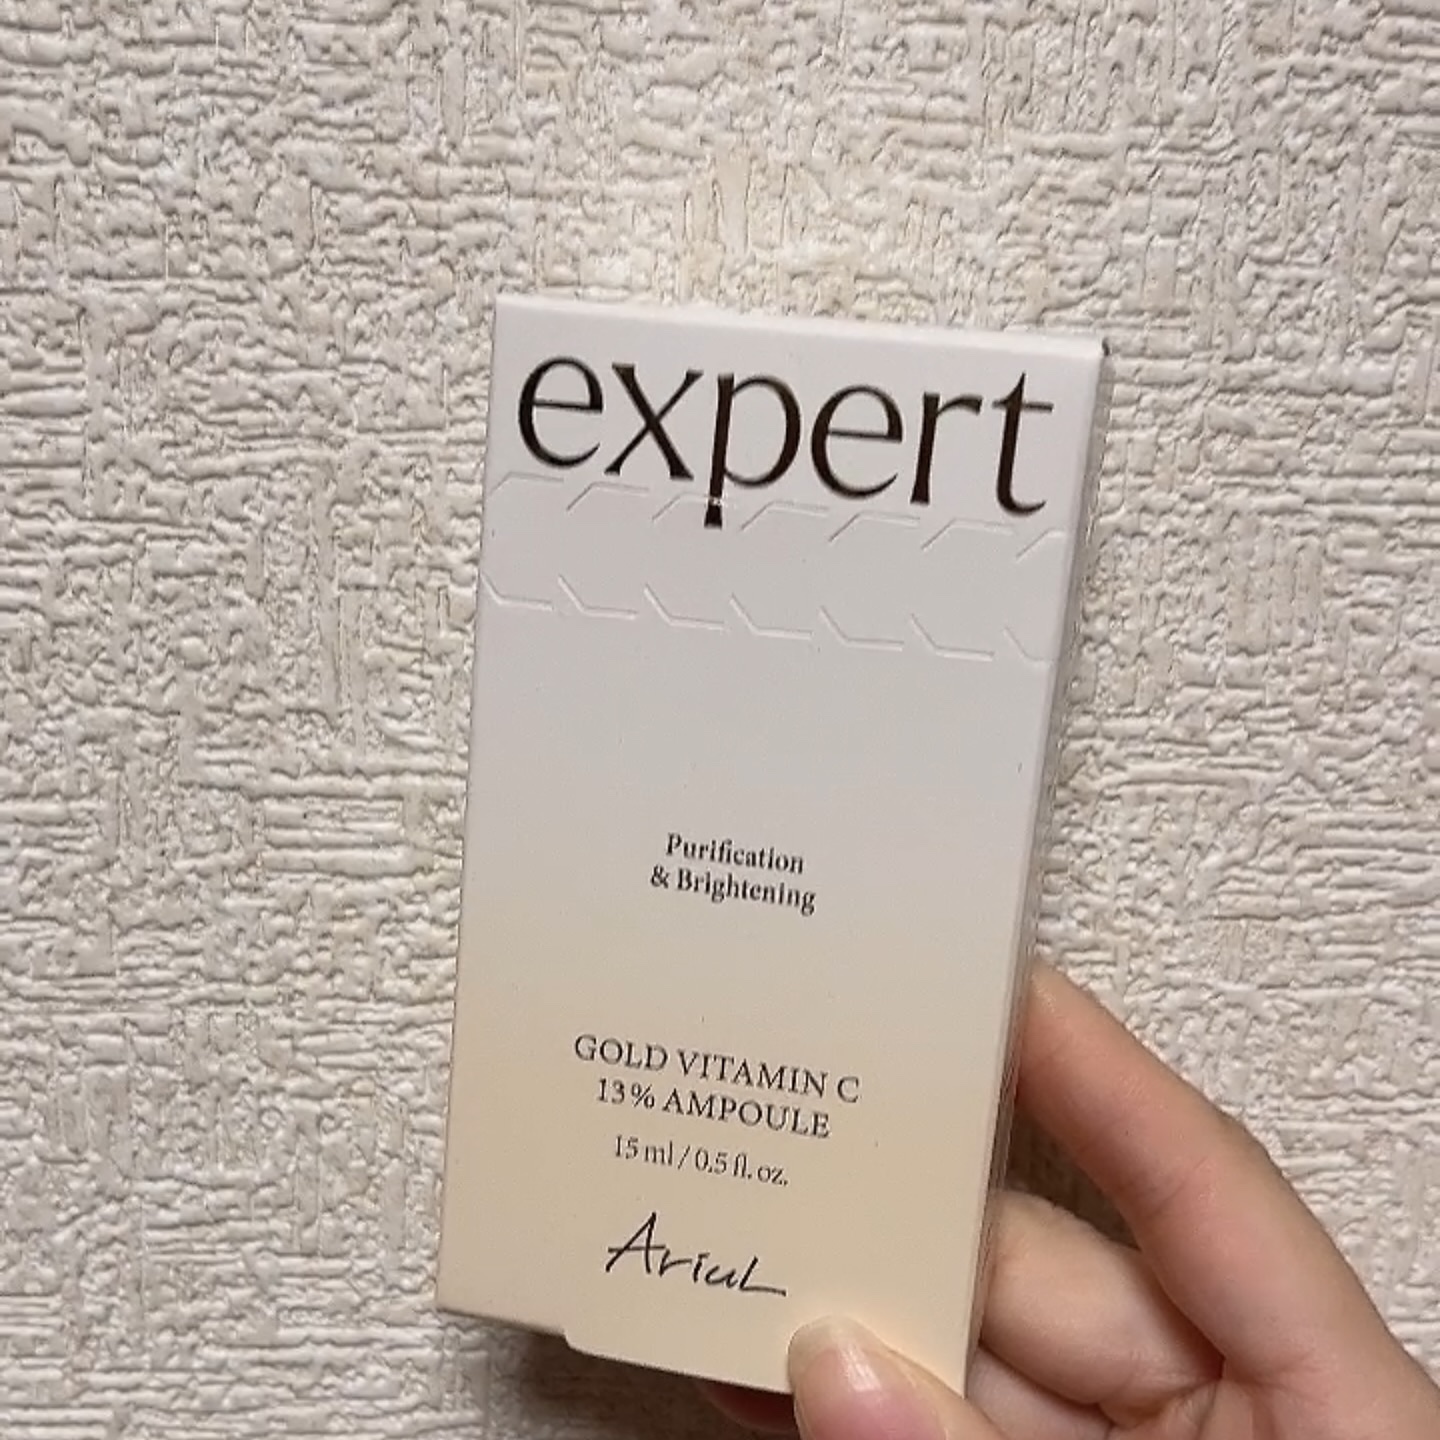 expert
Purification
& Brightening
GOLD VITAMIN C
13% AMPOULE
15 ml / 0.5 fl. oz.
Ariul